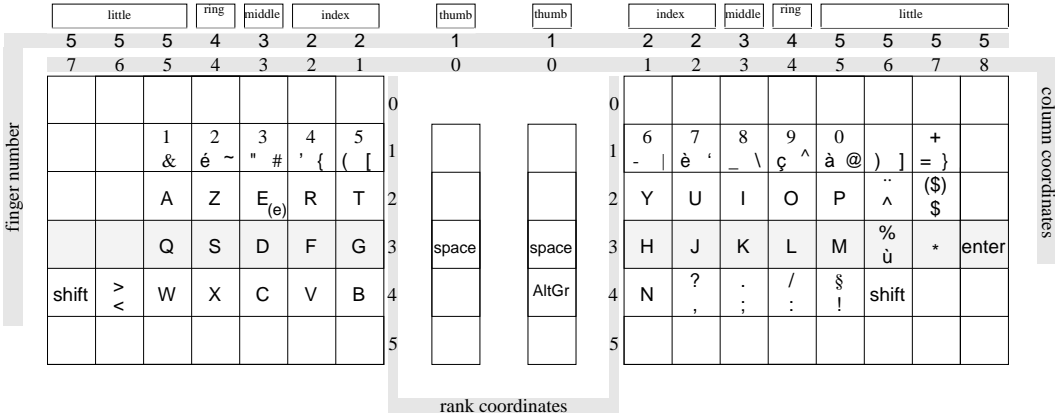 little ring middle index thumb thumb index middle ring little
5 5 5 4 3 2 2 1 1 2 2 3 4 5 5 5 5
7 6 5 4 3 2 1 0 0 1 2 3 4 5 6 7 8
0 0
1 2 3 4 5 6 7 8 9 0 +
1 1
& é ~ " # ' { ( [ - | è ‘ _ \ ç ^ à @ ) ] = }
A Z E (e) R T 2 2 Y U I O P ¨ ^ ($) $
Q S D F G 3 space space 3 H J K L M % ù * enter
shift > < W X C V B 4 AltGr 4 N ? , . ; / : § ! shift
5 5
rank coordinates
finger number
column coordinates